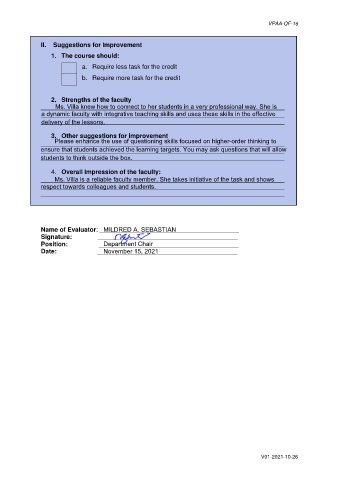 VPAA-QF-16
II. Suggestions for Improvement
1. The course should:
a. Require less task for the credit
b. Require more task for the credit
2. Strengths of the faculty
Ms. Villa knew how to connect to her students in a very professional way. She is
a dynamic faculty with integrative teaching skills and uses these skills in the effective
delivery of the lessons.
3. Other suggestions for improvement
Please enhance the use of questioning skills focused on higher-order thinking to
ensure that students achieved the learning targets. You may ask questions that will allow
students to think outside the box.
4. Overall impression of the faculty:
Ms. Villa is a reliable faculty member. She takes initiative of the task and shows
respect towards colleagues and students.
Name of Evaluator: MILDRED A. SEBASTIAN
Signature:
Position: Department Chair
Date: November 15, 2021
V01-2021-10-26